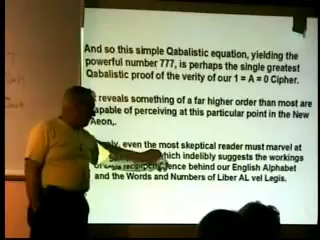 And so this simple Qabalistic equation, yielding the
powerful number 777, is perhaps the single greatest
Qabalistic proof of the verity of our 1 = A = 0 Cipher.
reveals something of a far higher order than most are
capable of perceiving at this particular point in the New
Aeon,.
even the most skeptical reader must marvel at
which indelibly suggests the workings
behind our English Alphabet
and the Words and Numbers of Liber AL vel Legis.